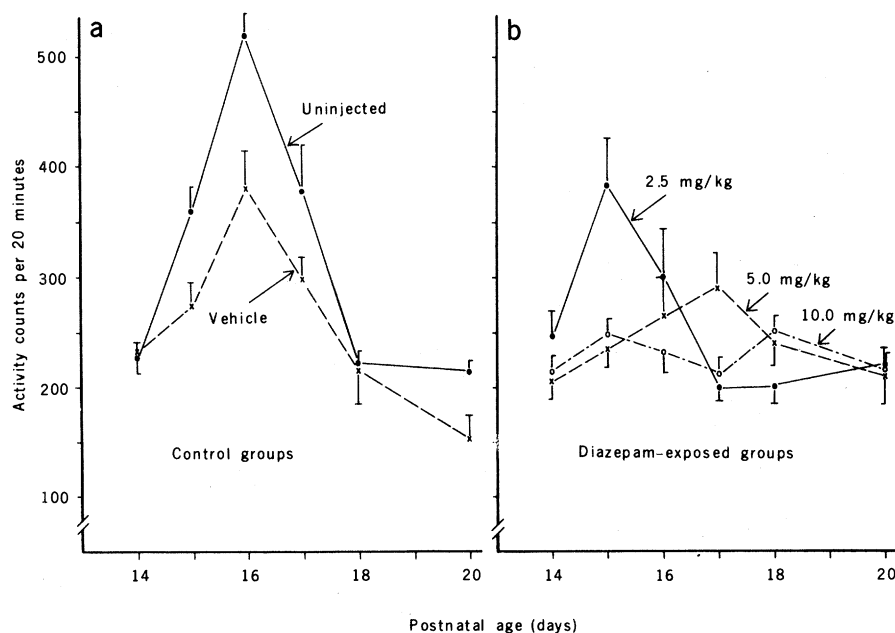 a
b
500
400
300
200
100
Activity counts per 20 minutes
Uninjected
Vehicle
Control groups
2.5 mg/kg
5.0 mg/kg
10.0 mg/kg
Diazepam-exposed groups
14 16 18 20
14 16 18 20
Postnatal age (days)